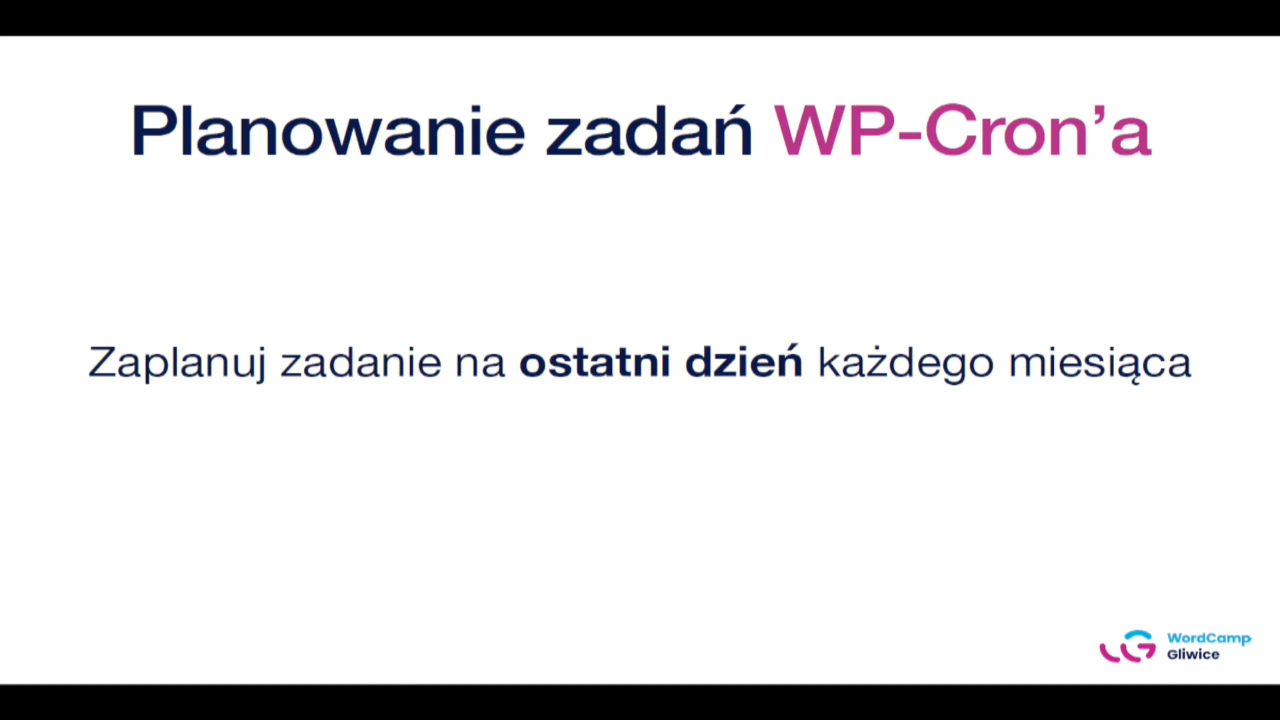 Planowanie zadań WP-Cron’a
Zaplanuj zadanie na ostatni dzień każdego miesiąca
WordCamp
Gliwice